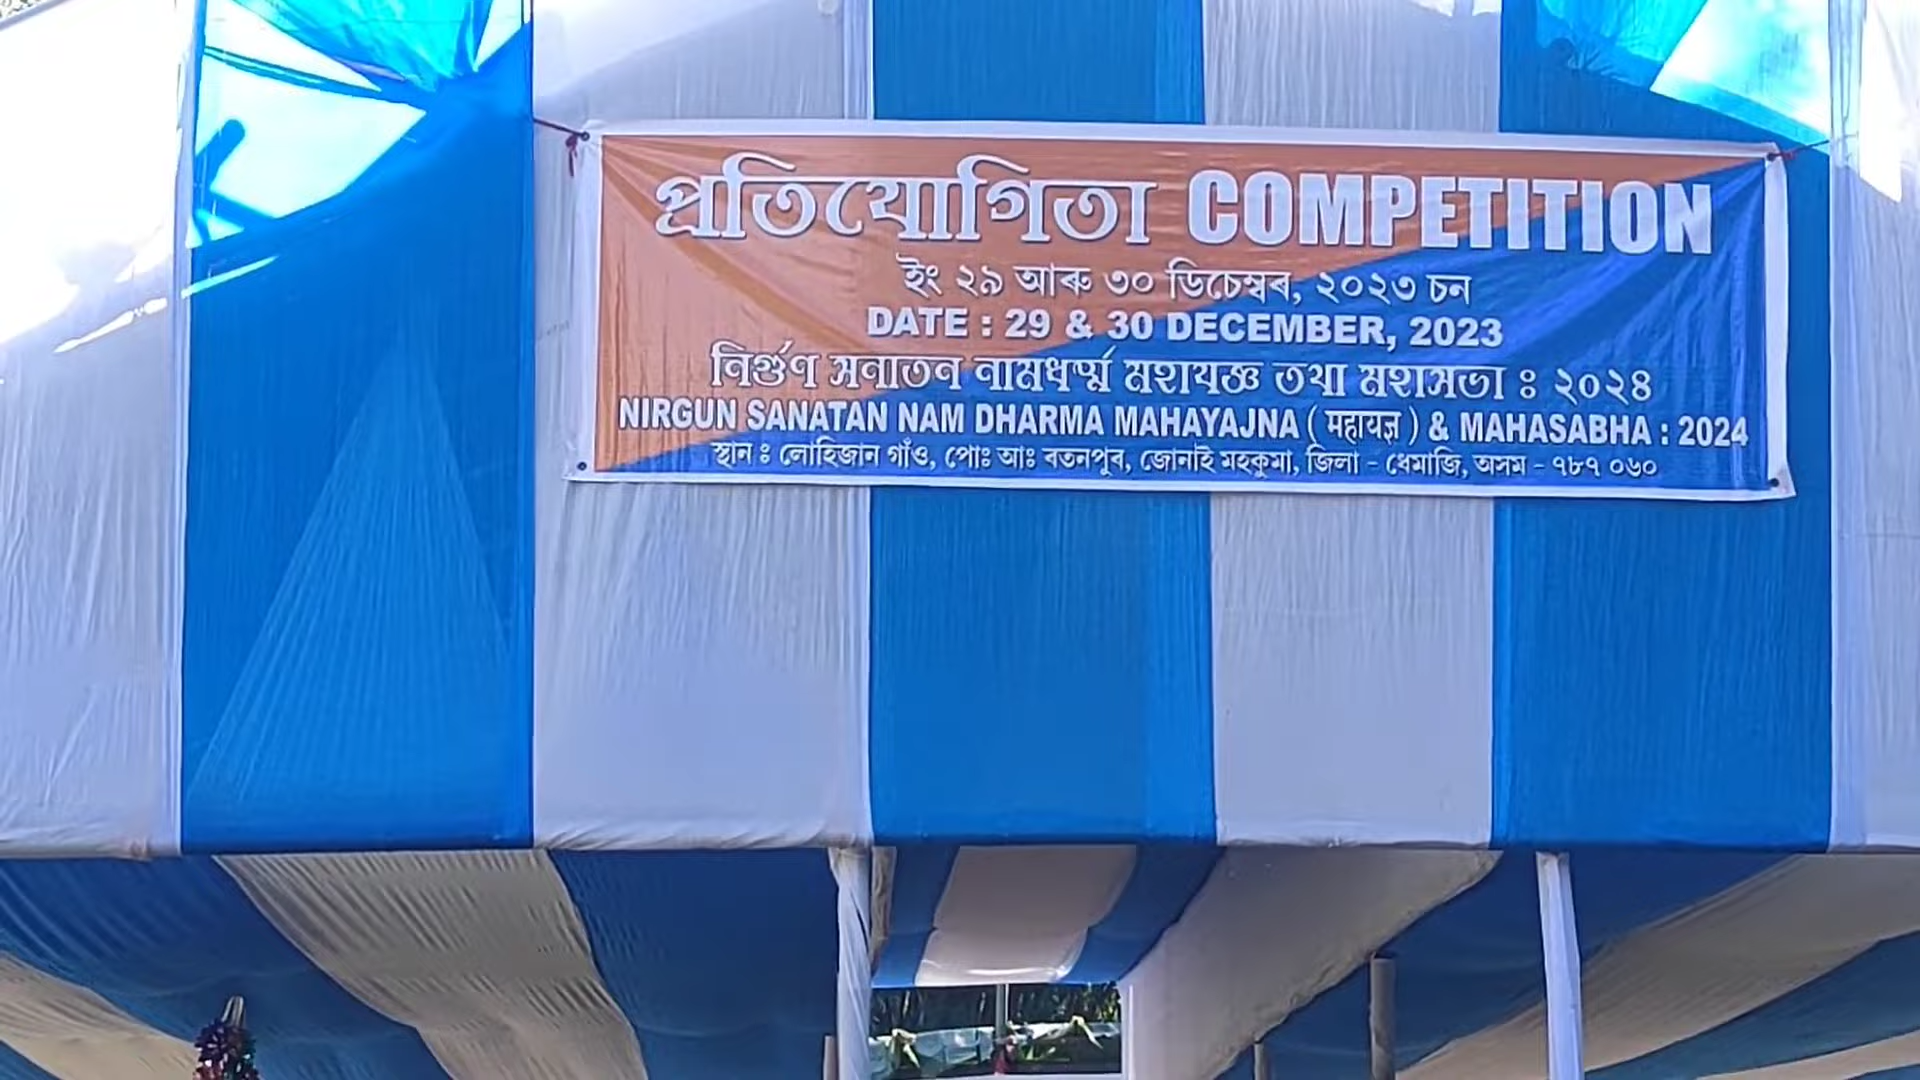 প্ৰতিযোগিতা COMPETITION
ইং ২৯ আৰু ৩০ ডিচেম্বৰ, ২০২৩ চন
DATE : 29 & 30 DECEMBER, 2023
নিৰ্গুণ সনাতন নামধৰ্ম্ম মহাযজ্ঞ তথা মহাসভা ঃ ২০২৪
NIRGUN SANATAN NAM DHARMA MAHAYAJNA ( महायज्ञ ) & MAHASABHA : 2024
স্থান ঃ লোহিজান গাঁও, পোঃ আঃ ৰতনপুৰ, জোনাই মহকুমা, জিলা - ধেমাজি, অসম - ৭৮৭ ০৬০